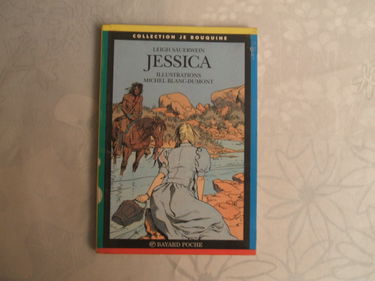 COLLECTION JE BOUQUINE
LEIGH SAUERWEIN
JESSICA
ILLUSTRATIONS
MICHEL BLANC-DUMONT
BAYARD POCHE